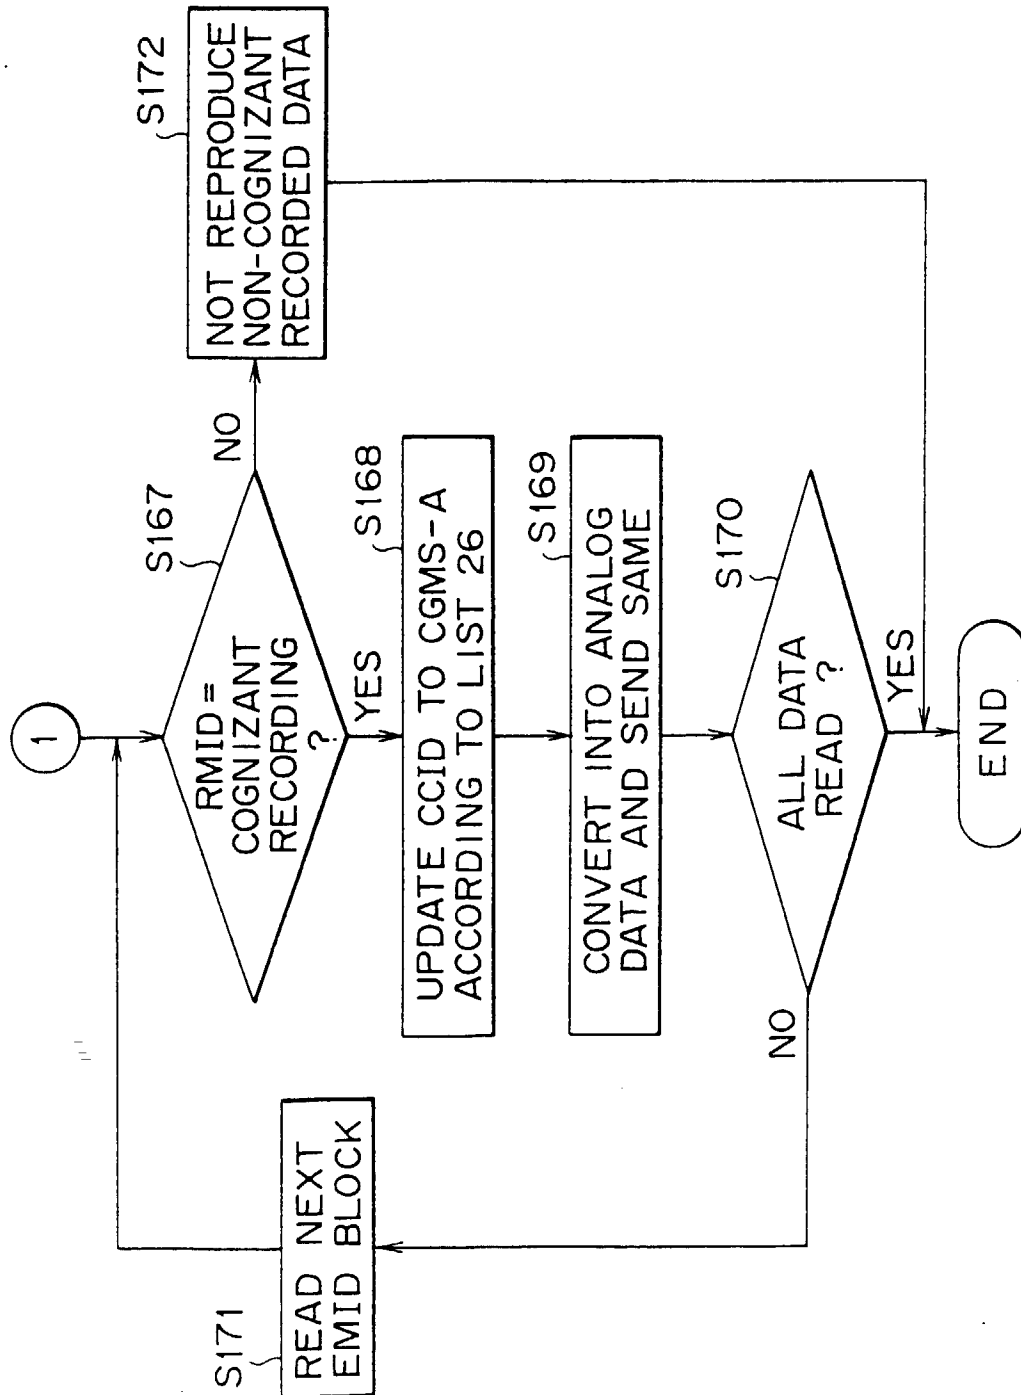 1
S167
RMID=
COGNIZANT
RECORDING
?
NO
YES
S172
NOT REPRODUCE
NON-COGNIZANT
RECORDED DATA
S168
UPDATE CCID TO CGMS-A
ACCORDING TO LIST 26
S169
CONVERT INTO ANALOG
DATA AND SEND SAME
S170
ALL DATA
READ ?
NO
YES
S171
READ NEXT
EMID BLOCK
END